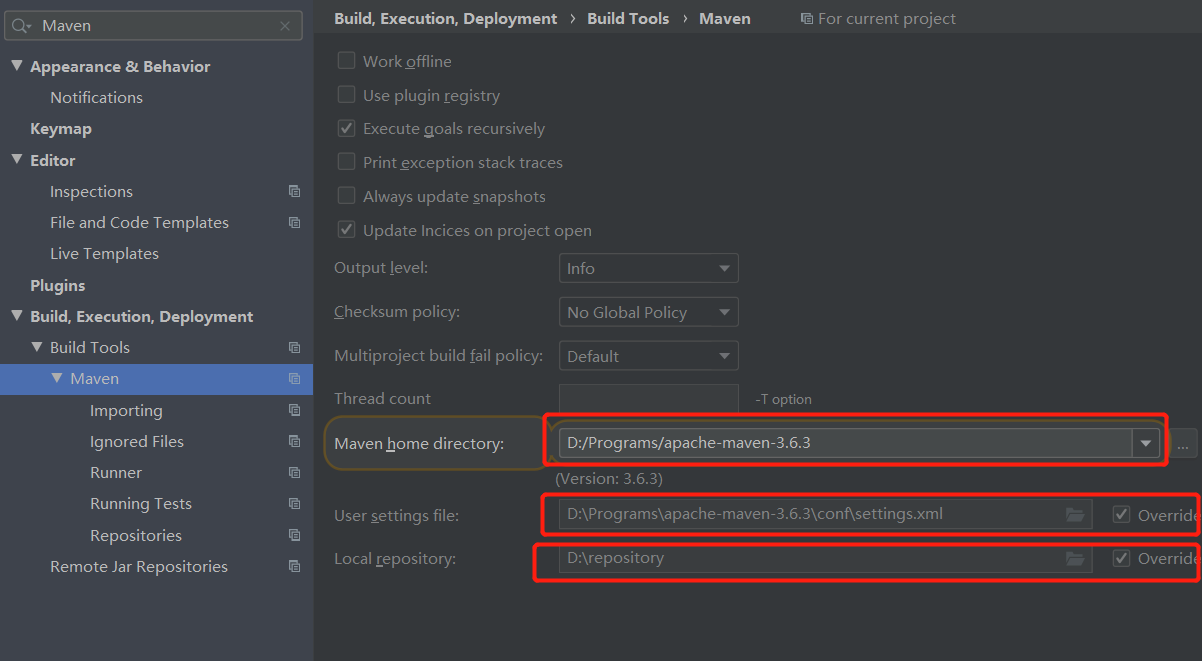 Maven
Appearance & Behavior
Notifications
Keymap
Editor
Inspections
File and Code Templates
Live Templates
Plugins
Build, Execution, Deployment
Build Tools
Maven
Importing
Ignored Files
Runner
Running Tests
Repositories
Remote Jar Repositories
Build, Execution, Deployment › Build Tools › Maven For current project
Work offline
Use plugin registry
Execute goals recursively
Print exception stack traces
Always update snapshots
Update Incices on project open
Output level: Info
Checksum policy: No Global Policy
Multiproject build fail policy: Default
Thread count -T option
Maven home directory: D:/Programs/apache-maven-3.6.3 ...
(Version: 3.6.3)
User settings file: D:\Programs\apache-maven-3.6.3\conf\settings.xml Override
Local repository: D:\repository Override